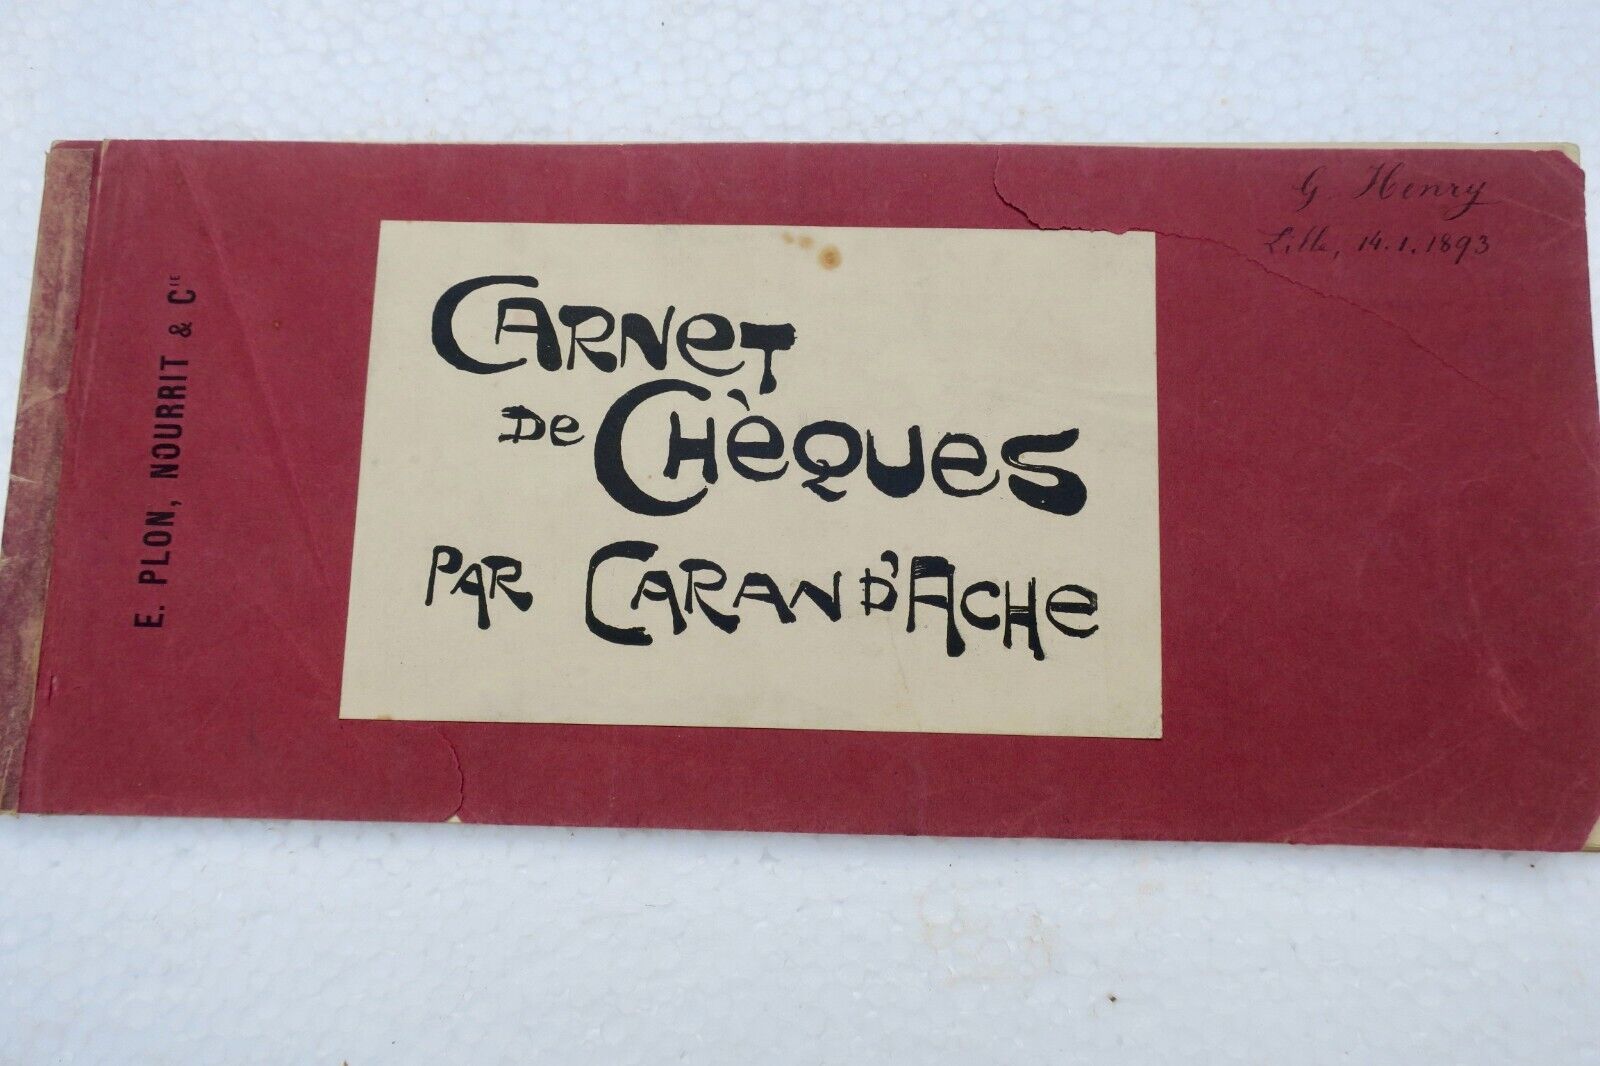 G Henry
Lille, 14.1.1893
E. PLON, NOURRIT & Cie
CARNeT
De CHèQUeS
PAR CARAN D'ACHe